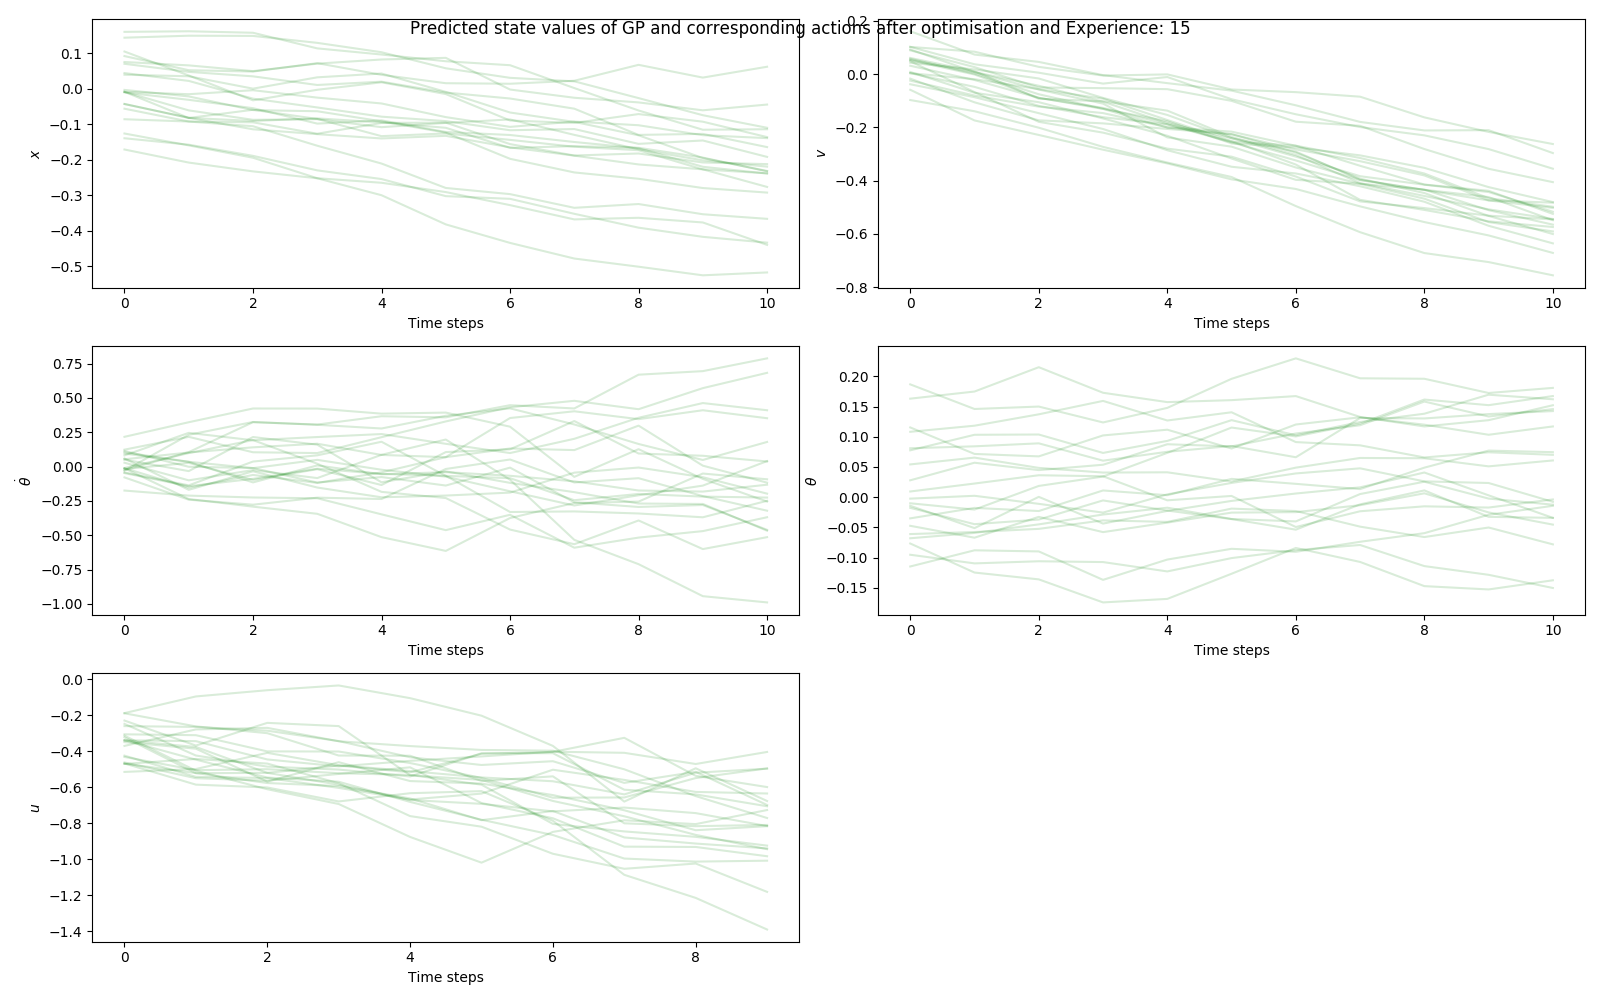 Predicted state values of GP and corresponding actions after optimisation and Experience: 15
0.1
0.0
−0.1
−0.2
−0.3
−0.4
−0.5
x
0 2 4 6 8 10
Time steps
0.2
0.0
−0.2
−0.4
−0.6
−0.8
v
0 2 4 6 8 10
Time steps
0.75
0.50
0.25
0.00
−0.25
−0.50
−0.75
−1.00
θ̇
0 2 4 6 8 10
Time steps
0.20
0.15
0.10
0.05
0.00
−0.05
−0.10
−0.15
θ
0 2 4 6 8 10
Time steps
0.0
−0.2
−0.4
−0.6
−0.8
−1.0
−1.2
−1.4
u
0 2 4 6 8
Time steps